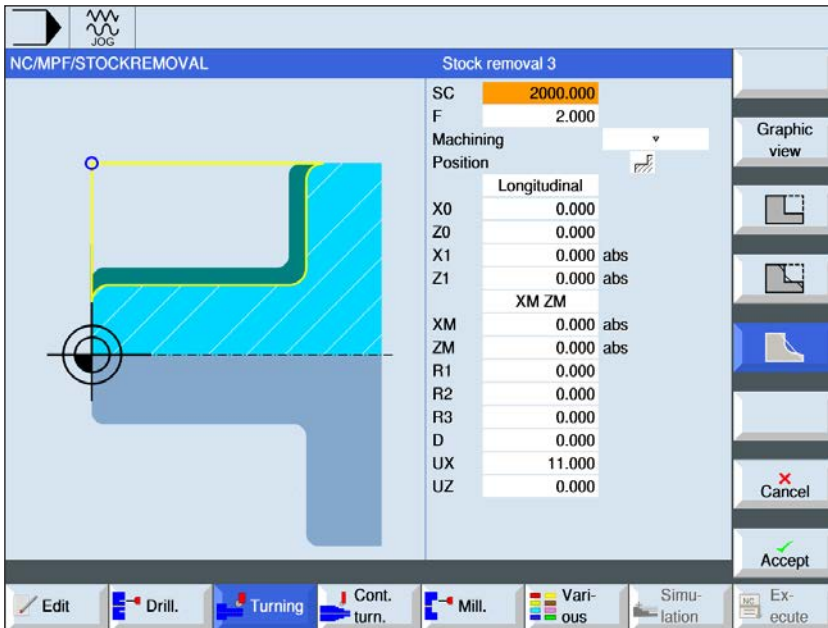 JOG
NC/MPF/STOCKREMOVAL
Stock removal 3
SC 2000.000
F 2.000
Machining ▿
Position
Longitudinal
X0 0.000
Z0 0.000
X1 0.000 abs
Z1 0.000 abs
XM ZM
XM 0.000 abs
ZM 0.000 abs
R1 0.000
R2 0.000
R3 0.000
D 0.000
UX 11.000
UZ 0.000
Graphic
view
Cancel
Accept
Edit
Drill.
Turning
Cont.
turn.
Mill.
Vari-
ous
Simu-
lation
NC
Ex-
ecute